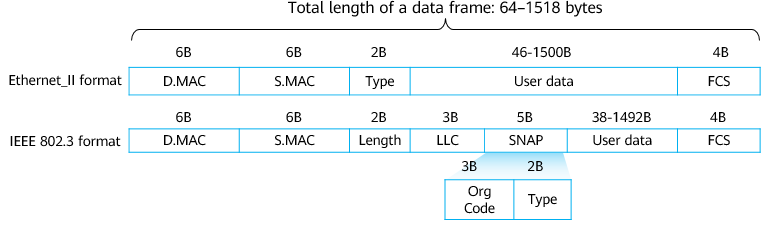 Total length of a data frame: 64–1518 bytes
6B 6B 2B 46-1500B 4B
Ethernet_II format D.MAC S.MAC Type User data FCS
6B 6B 2B 3B 5B 38-1492B 4B
IEEE 802.3 format D.MAC S.MAC Length LLC SNAP User data FCS
3B 2B
Org Code Type